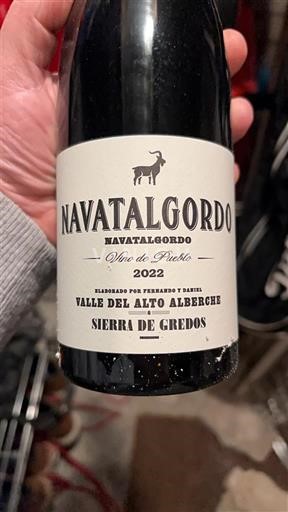 NAVATALGORDO
NAVATALGORDO
Vino de Pueblo
2022
ELABORADO POR FERNANDO Y DANIEL
VALLE DEL ALTO ALBERCHE
&
SIERRA DE GREDOS